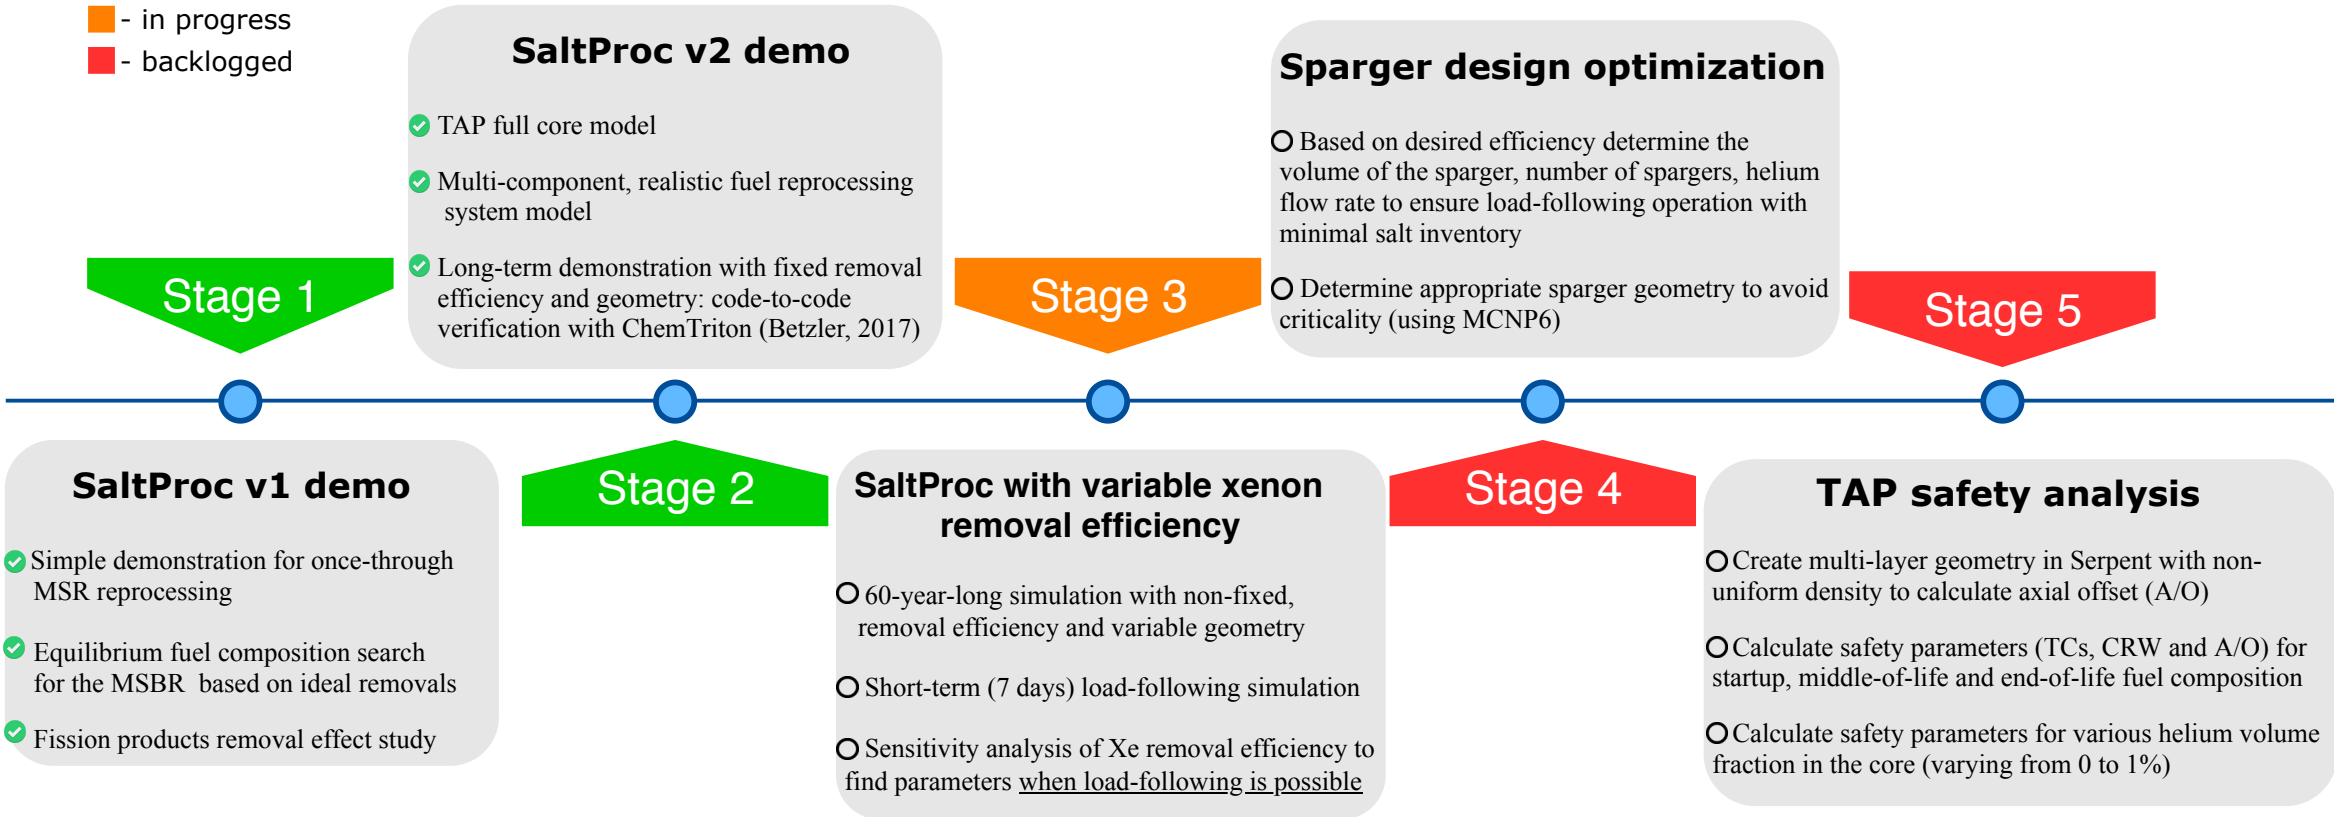 - in progress
- backlogged
Stage 1
SaltProc v1 demo
Simple demonstration for once-through
MSR reprocessing
Equilibrium fuel composition search
for the MSBR based on ideal removals
Fission products removal effect study
SaltProc v2 demo
TAP full core model
Multi-component, realistic fuel reprocessing
system model
Long-term demonstration with fixed removal
efficiency and geometry: code-to-code
verification with ChemTriton (Betzler, 2017)
Stage 2
Stage 3
SaltProc with variable xenon
removal efficiency
60-year-long simulation with non-fixed,
removal efficiency and variable geometry
Short-term (7 days) load-following simulation
Sensitivity analysis of Xe removal efficiency to
find parameters when load-following is possible
Sparger design optimization
Based on desired efficiency determine the
volume of the sparger, number of spargers, helium
flow rate to ensure load-following operation with
minimal salt inventory
Determine appropriate sparger geometry to avoid
criticality (using MCNP6)
Stage 4
Stage 5
TAP safety analysis
Create multi-layer geometry in Serpent with non-
uniform density to calculate axial offset (A/O)
Calculate safety parameters (TCs, CRW and A/O) for
startup, middle-of-life and end-of-life fuel composition
Calculate safety parameters for various helium volume
fraction in the core (varying from 0 to 1%)